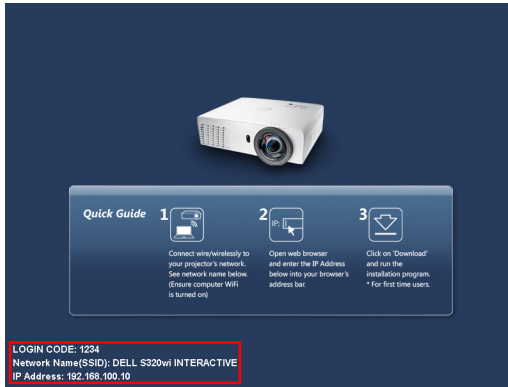 Quick Guide
1
Connect wire/wirelessly to
your projector's network.
See network name below.
(Ensure computer WiFi
is turned on)
2
IP:
Open web browser
and enter the IP Address
below into your browser's
address bar.
3
Click on 'Download'
and run the
installation program.
* For first time users.
LOGIN CODE: 1234
Network Name(SSID): DELL S320wi INTERACTIVE
IP Address: 192.168.100.10